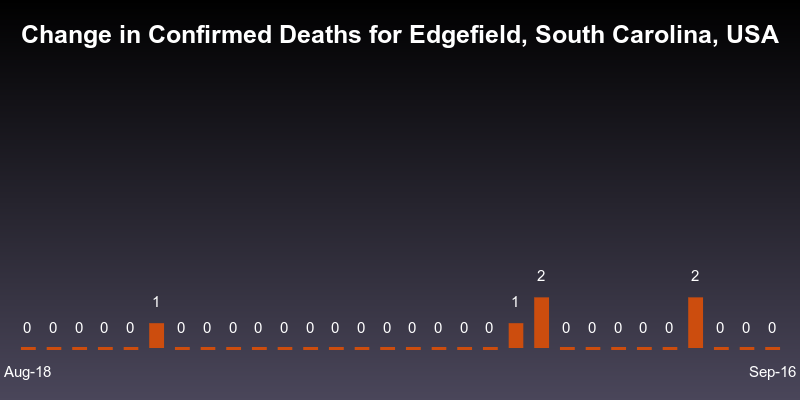 Change in Confirmed Deaths for Edgefield, South Carolina, USA
2 2
1 1
0 0 0 0 0 0 0 0 0 0 0 0 0 0 0 0 0 0 0 0 0 0 0 0 0 0
Aug-18 Sep-16